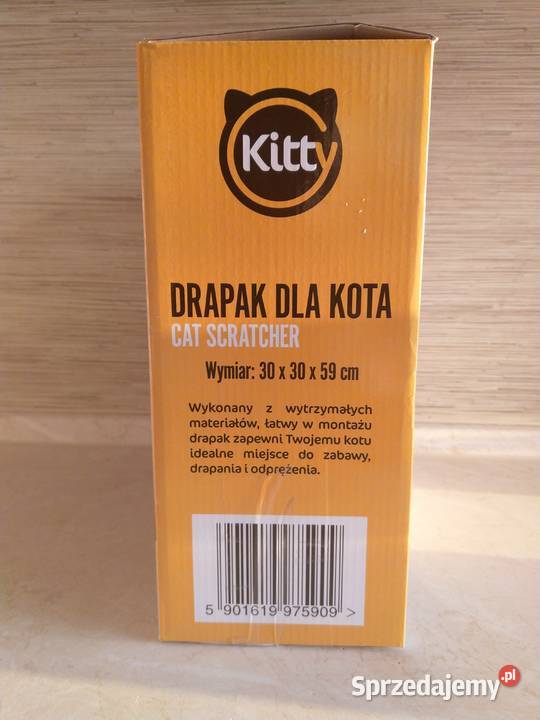 Kitty
DRAPAK DLA KOTA
CAT SCRATCHER
Wymiar: 30 x 30 x 59 cm
Wykonany z wytrzymałych
materiałów, łatwy w montażu
drapak zapewni Twojemu kotu
idealne miejsce do zabawy,
drapania i odprężenia.
5 901619 975909 >
Sprzedajemy.pl